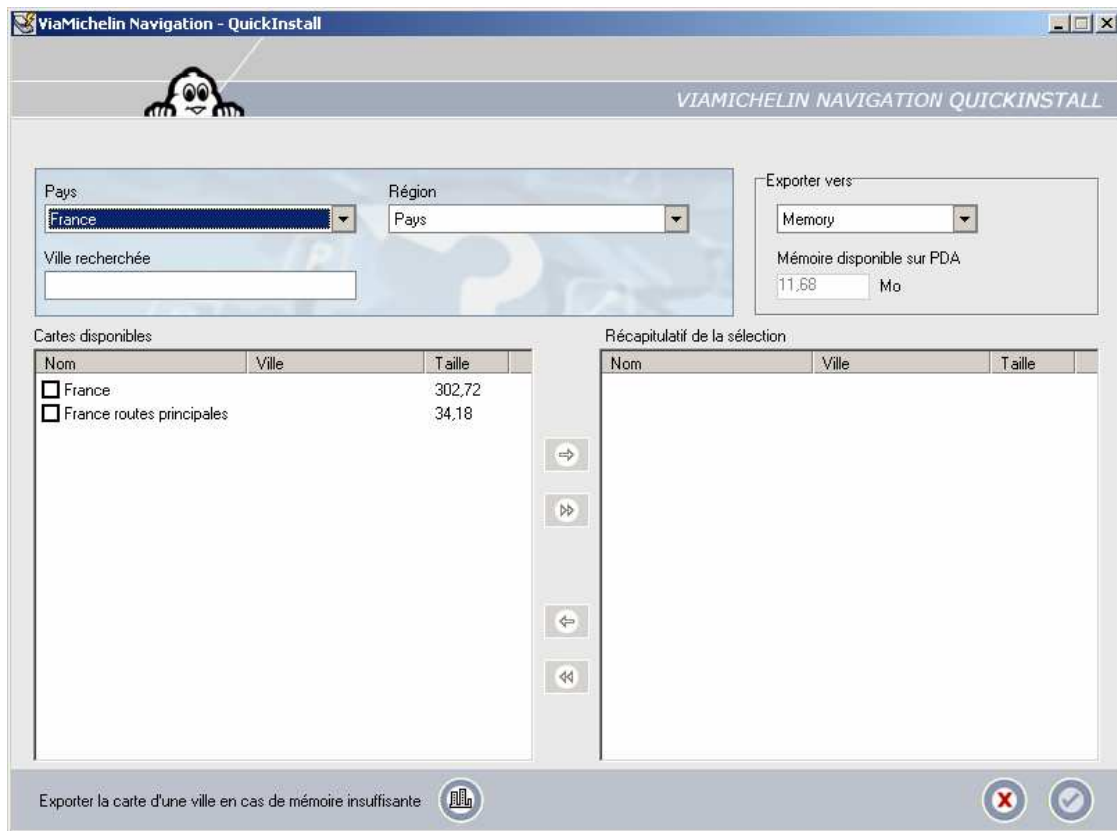 ViaMichelin Navigation - QuickInstall
VIAMICHELIN NAVIGATION QUICKINSTALL
Pays
Région
Exporter vers
France
Pays
Memory
Ville recherchée
Mémoire disponible sur PDA
11,68 Mo
Cartes disponibles
Récapitulatif de la sélection
Nom Ville Taille
Nom Ville Taille
France 302,72
France routes principales 34,18
Exporter la carte d'une ville en cas de mémoire insuffisante